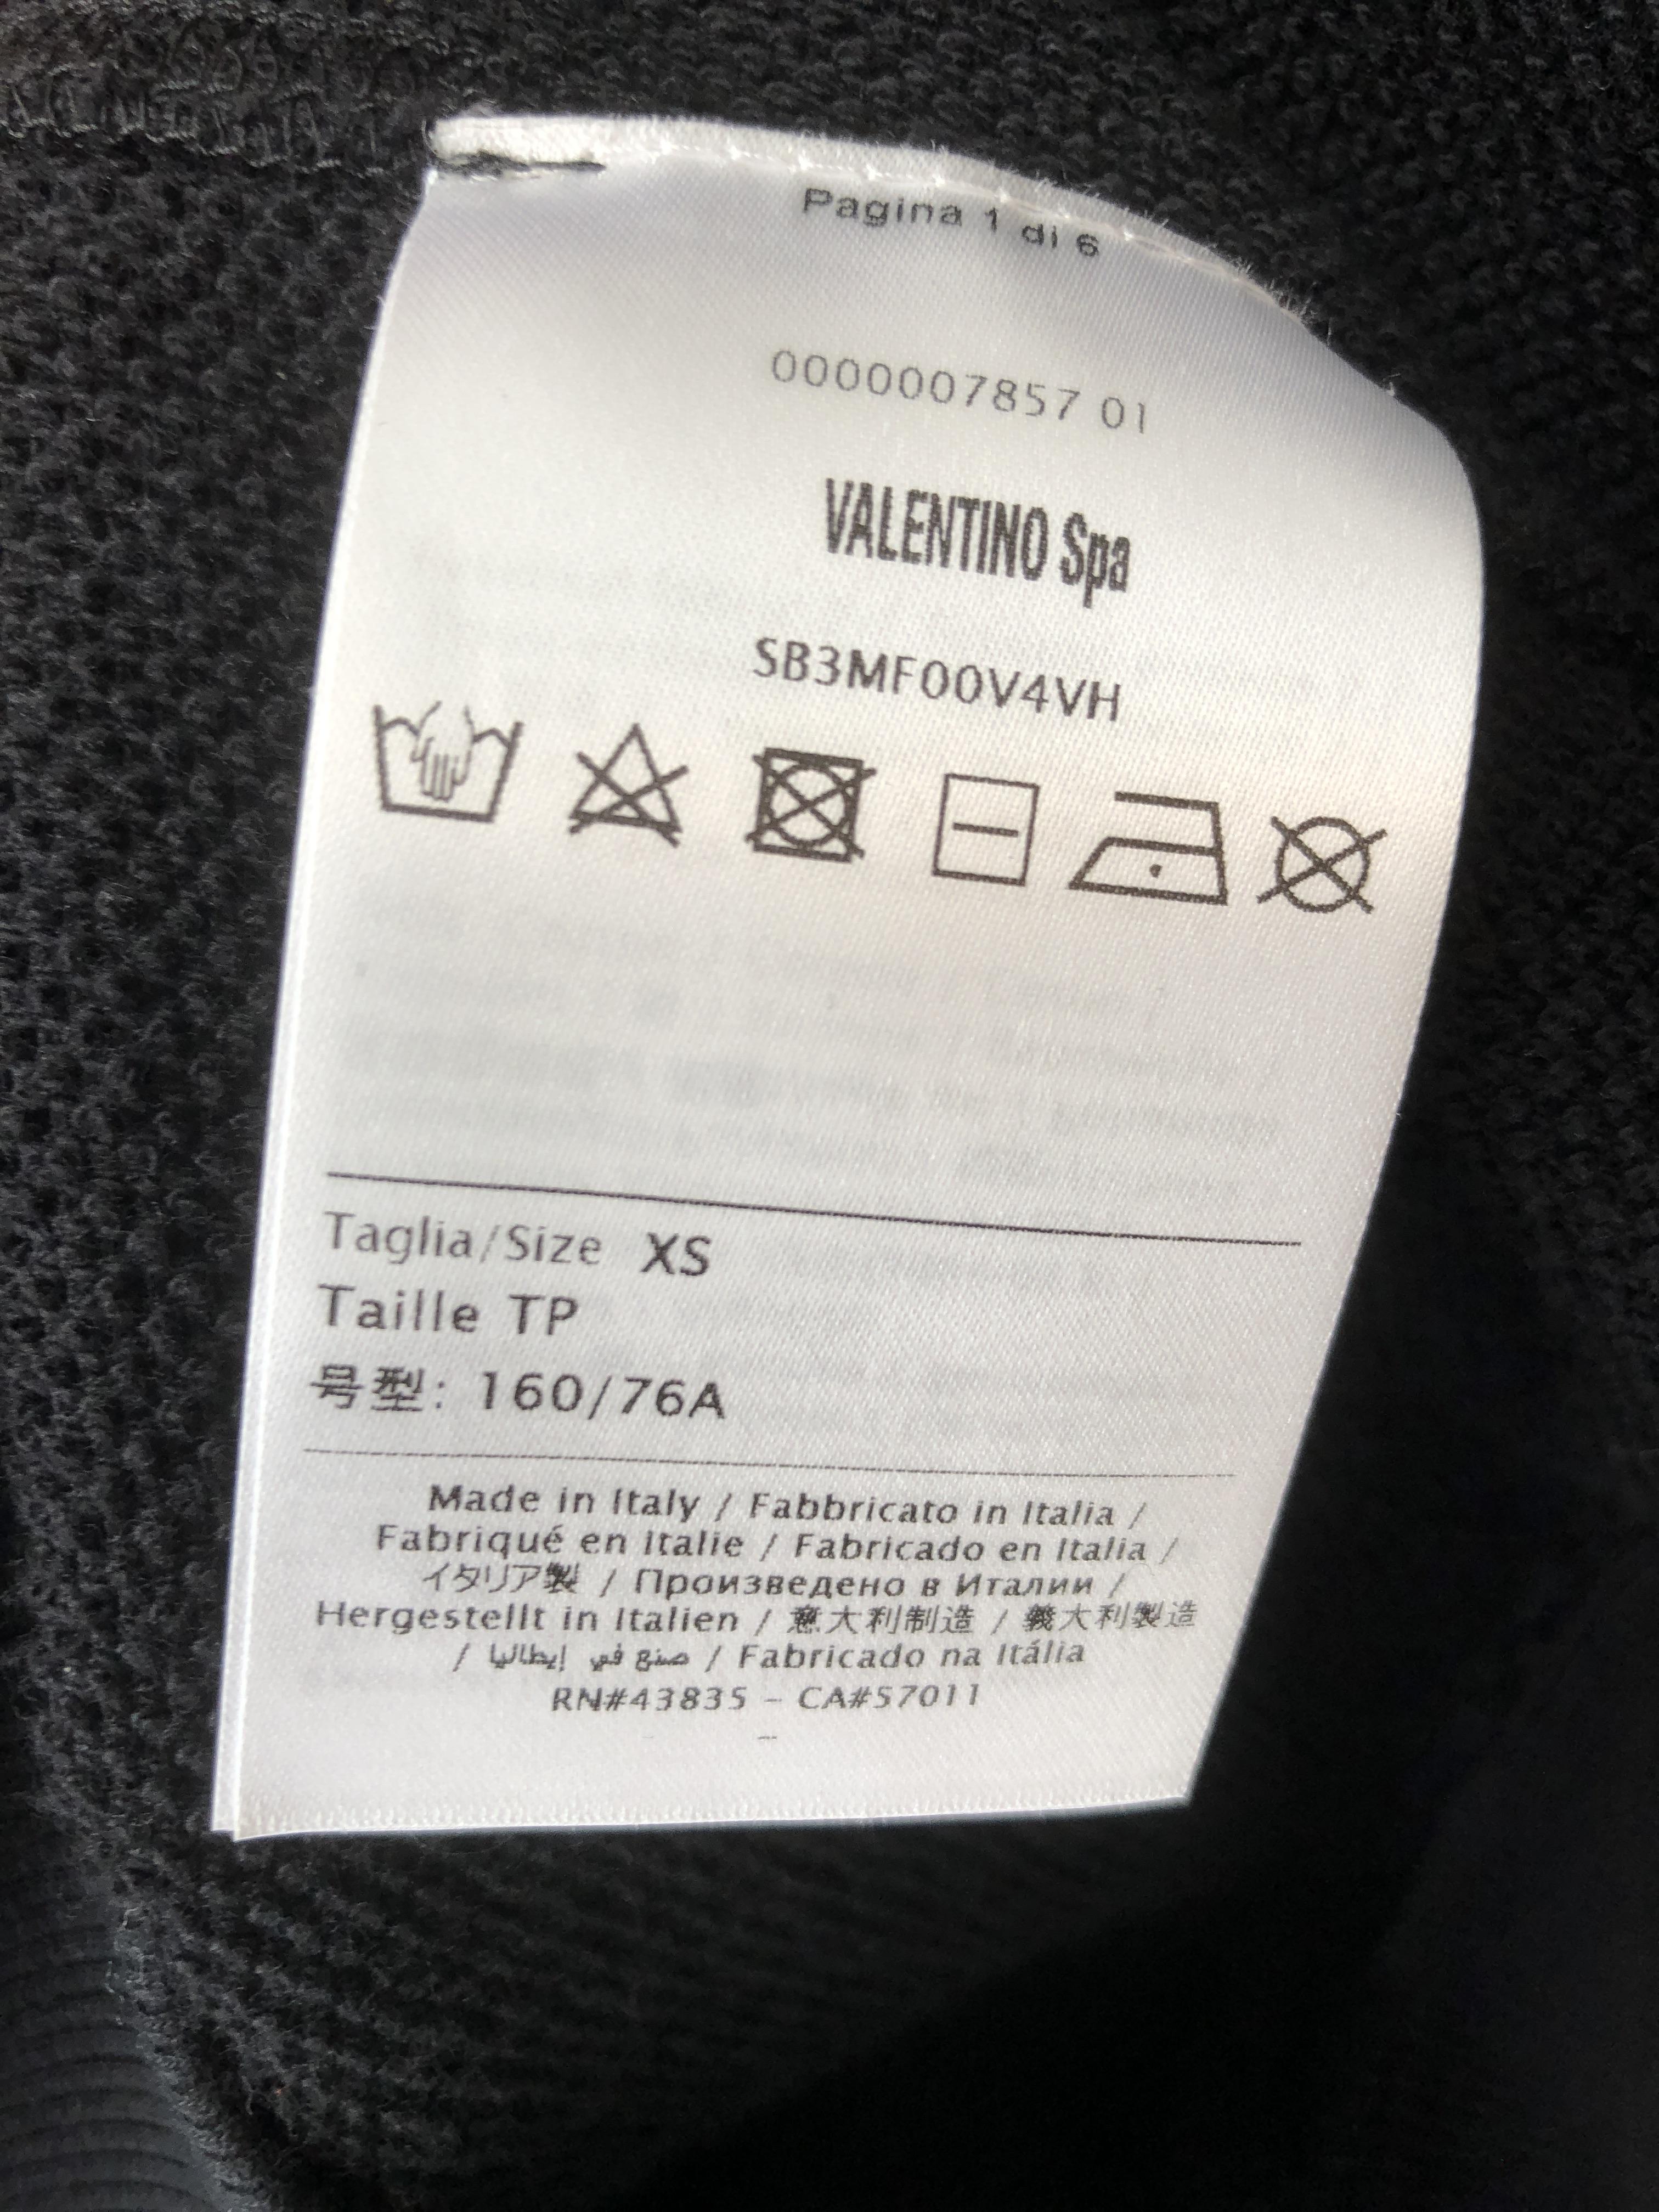 Pagina 1 di 6
0000007857 01
VALENTINO Spa
SB3MF00V4VH
Taglia/Size XS
Taille TP
号型: 160/76A
Made in Italy / Fabbricato in Italia /
Fabriqué en Italie / Fabricado en Italia /
イタリア製 / Произведено в Италии /
Hergestellt in Italien / 意大利制造 / 義大利製造
/ صنع في إيطاليا / Fabricado na Itália
RN#43835 – CA#57011
–